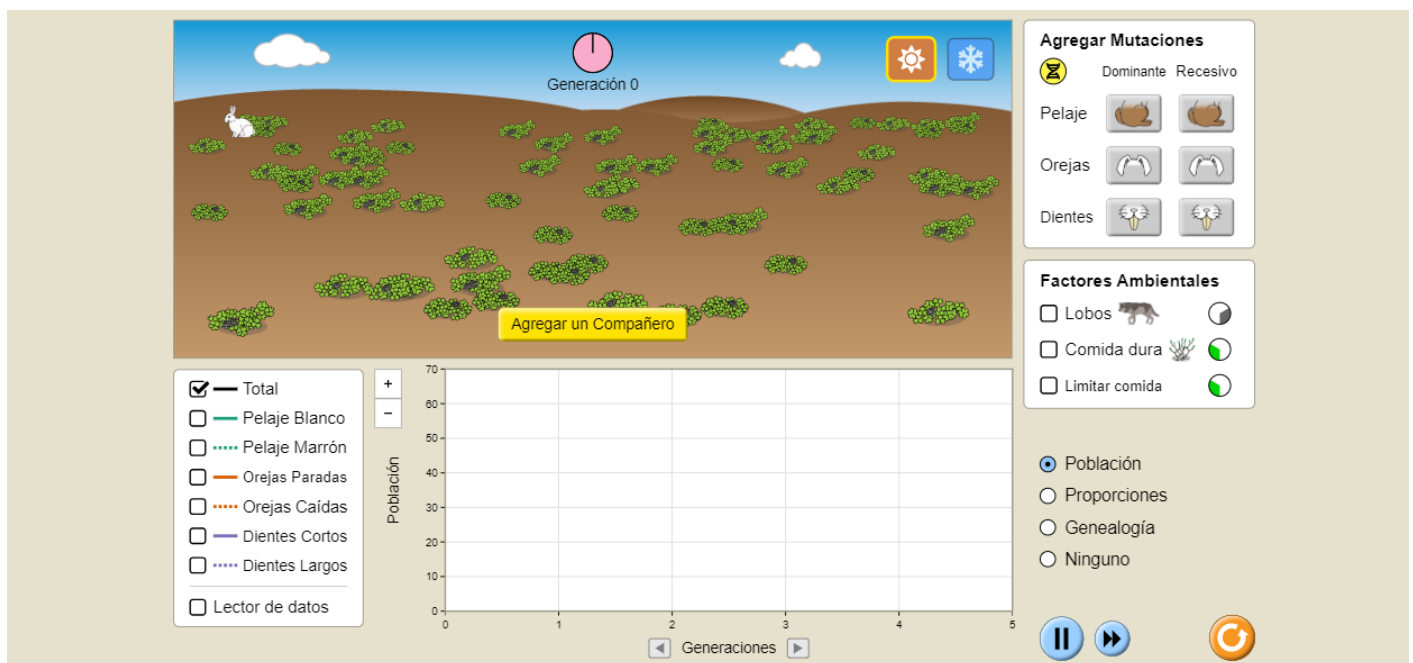 Generación 0
Agregar un Compañero
Agregar Mutaciones
Dominante Recesivo
Pelaje
Orejas
Dientes
Factores Ambientales
Lobos
Comida dura
Limitar comida
Total
Pelaje Blanco
Pelaje Marrón
Orejas Paradas
Orejas Caídas
Dientes Cortos
Dientes Largos
Lector de datos
+
−
Población
70
60
50
40
30
20
10
0
0 1 2 3 4 5
Generaciones
Población
Proporciones
Genealogía
Ninguno